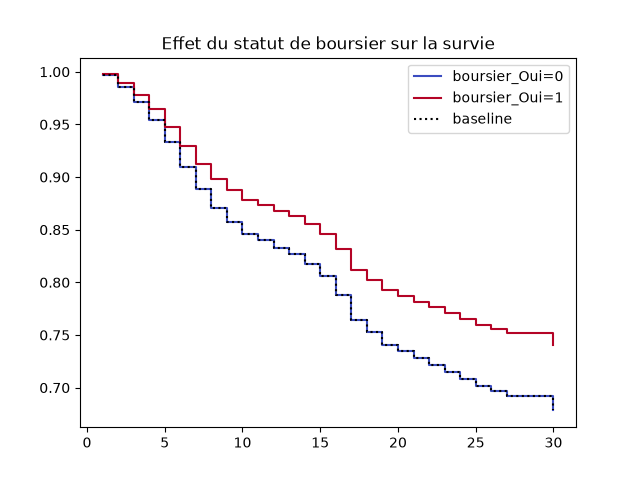 Effet du statut de boursier sur la survie
boursier_Oui=0
boursier_Oui=1
baseline
1.00
0.95
0.90
0.85
0.80
0.75
0.70
0 5 10 15 20 25 30